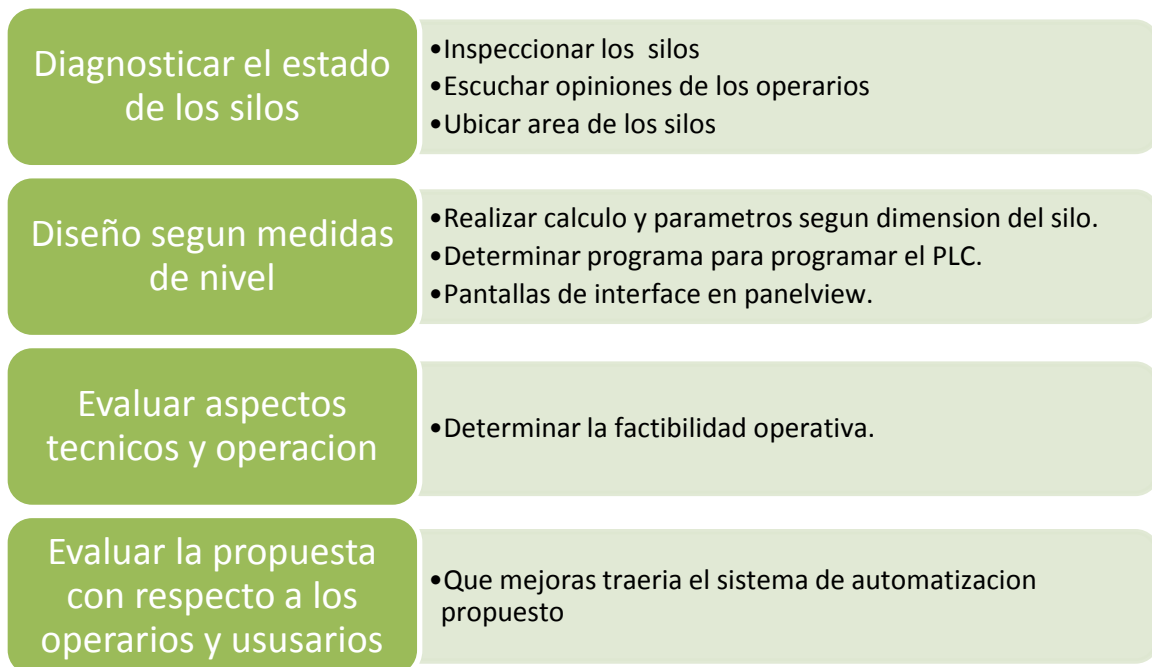 Diagnosticar el estado
de los silos
•Inspeccionar los silos
•Escuchar opiniones de los operarios
•Ubicar area de los silos
Diseño segun medidas
de nivel
•Realizar calculo y parametros segun dimension del silo.
•Determinar programa para programar el PLC.
•Pantallas de interface en panelview.
Evaluar aspectos
tecnicos y operacion
•Determinar la factibilidad operativa.
Evaluar la propuesta
con respecto a los
operarios y ususarios
•Que mejoras traeria el sistema de automatizacion
propuesto